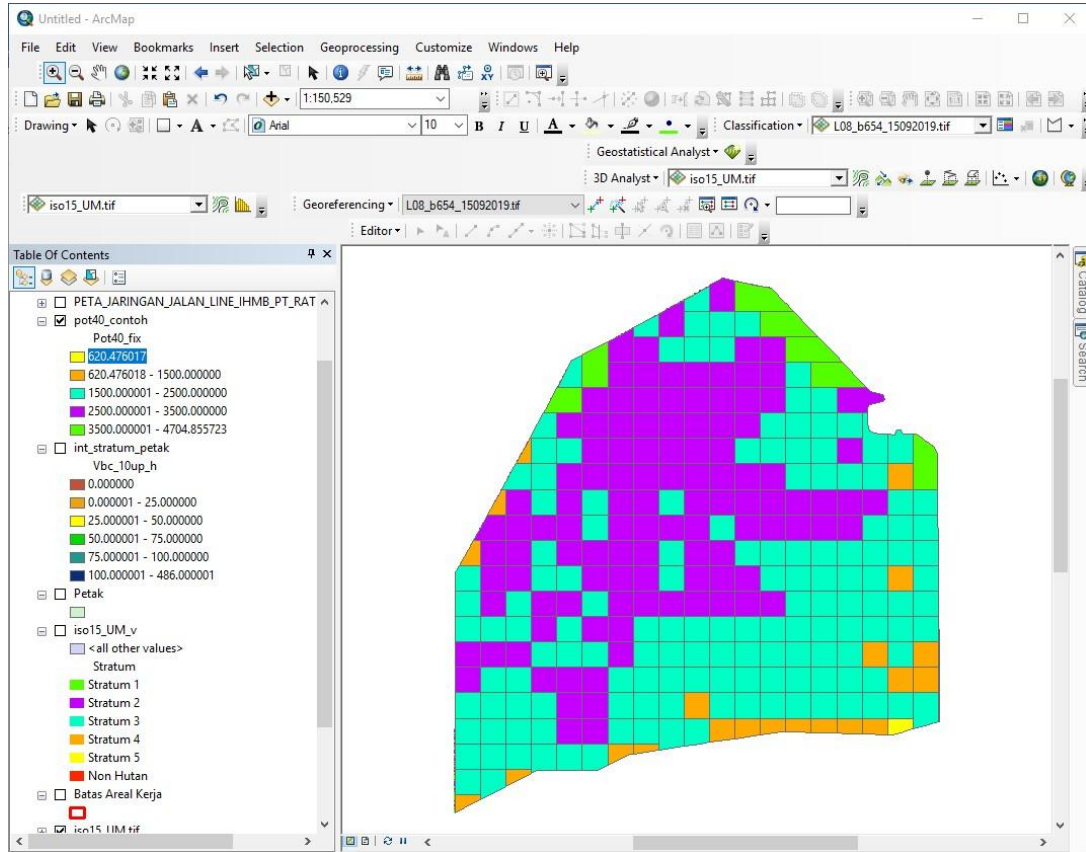 Untitled - ArcMap
File Edit View Bookmarks Insert Selection Geoprocessing Customize Windows Help
1:150,529
Drawing Arial 10 B I U A Classification L08_b654_15092019.tif
Geostatistical Analyst
3D Analyst iso15_UM.tif
iso15_UM.tif Georeferencing L08_b654_15092019.tif
Editor
Table Of Contents
PETA_JARINGAN_JALAN_LINE_IHMB_PT_RAT
pot40_contoh
Pot40_fix
620.476017
620.476018 - 1500.000000
1500.000001 - 2500.000000
2500.000001 - 3500.000000
3500.000001 - 4704.855723
int_stratum_petak
Vbc_10up_h
0.000000
0.000001 - 25.000000
25.000001 - 50.000000
50.000001 - 75.000000
75.000001 - 100.000000
100.000001 - 486.000001
Petak
iso15_UM_v
<all other values>
Stratum
Stratum 1
Stratum 2
Stratum 3
Stratum 4
Stratum 5
Non Hutan
Batas Areal Kerja
iso15_UM.tif
Catalog
Search